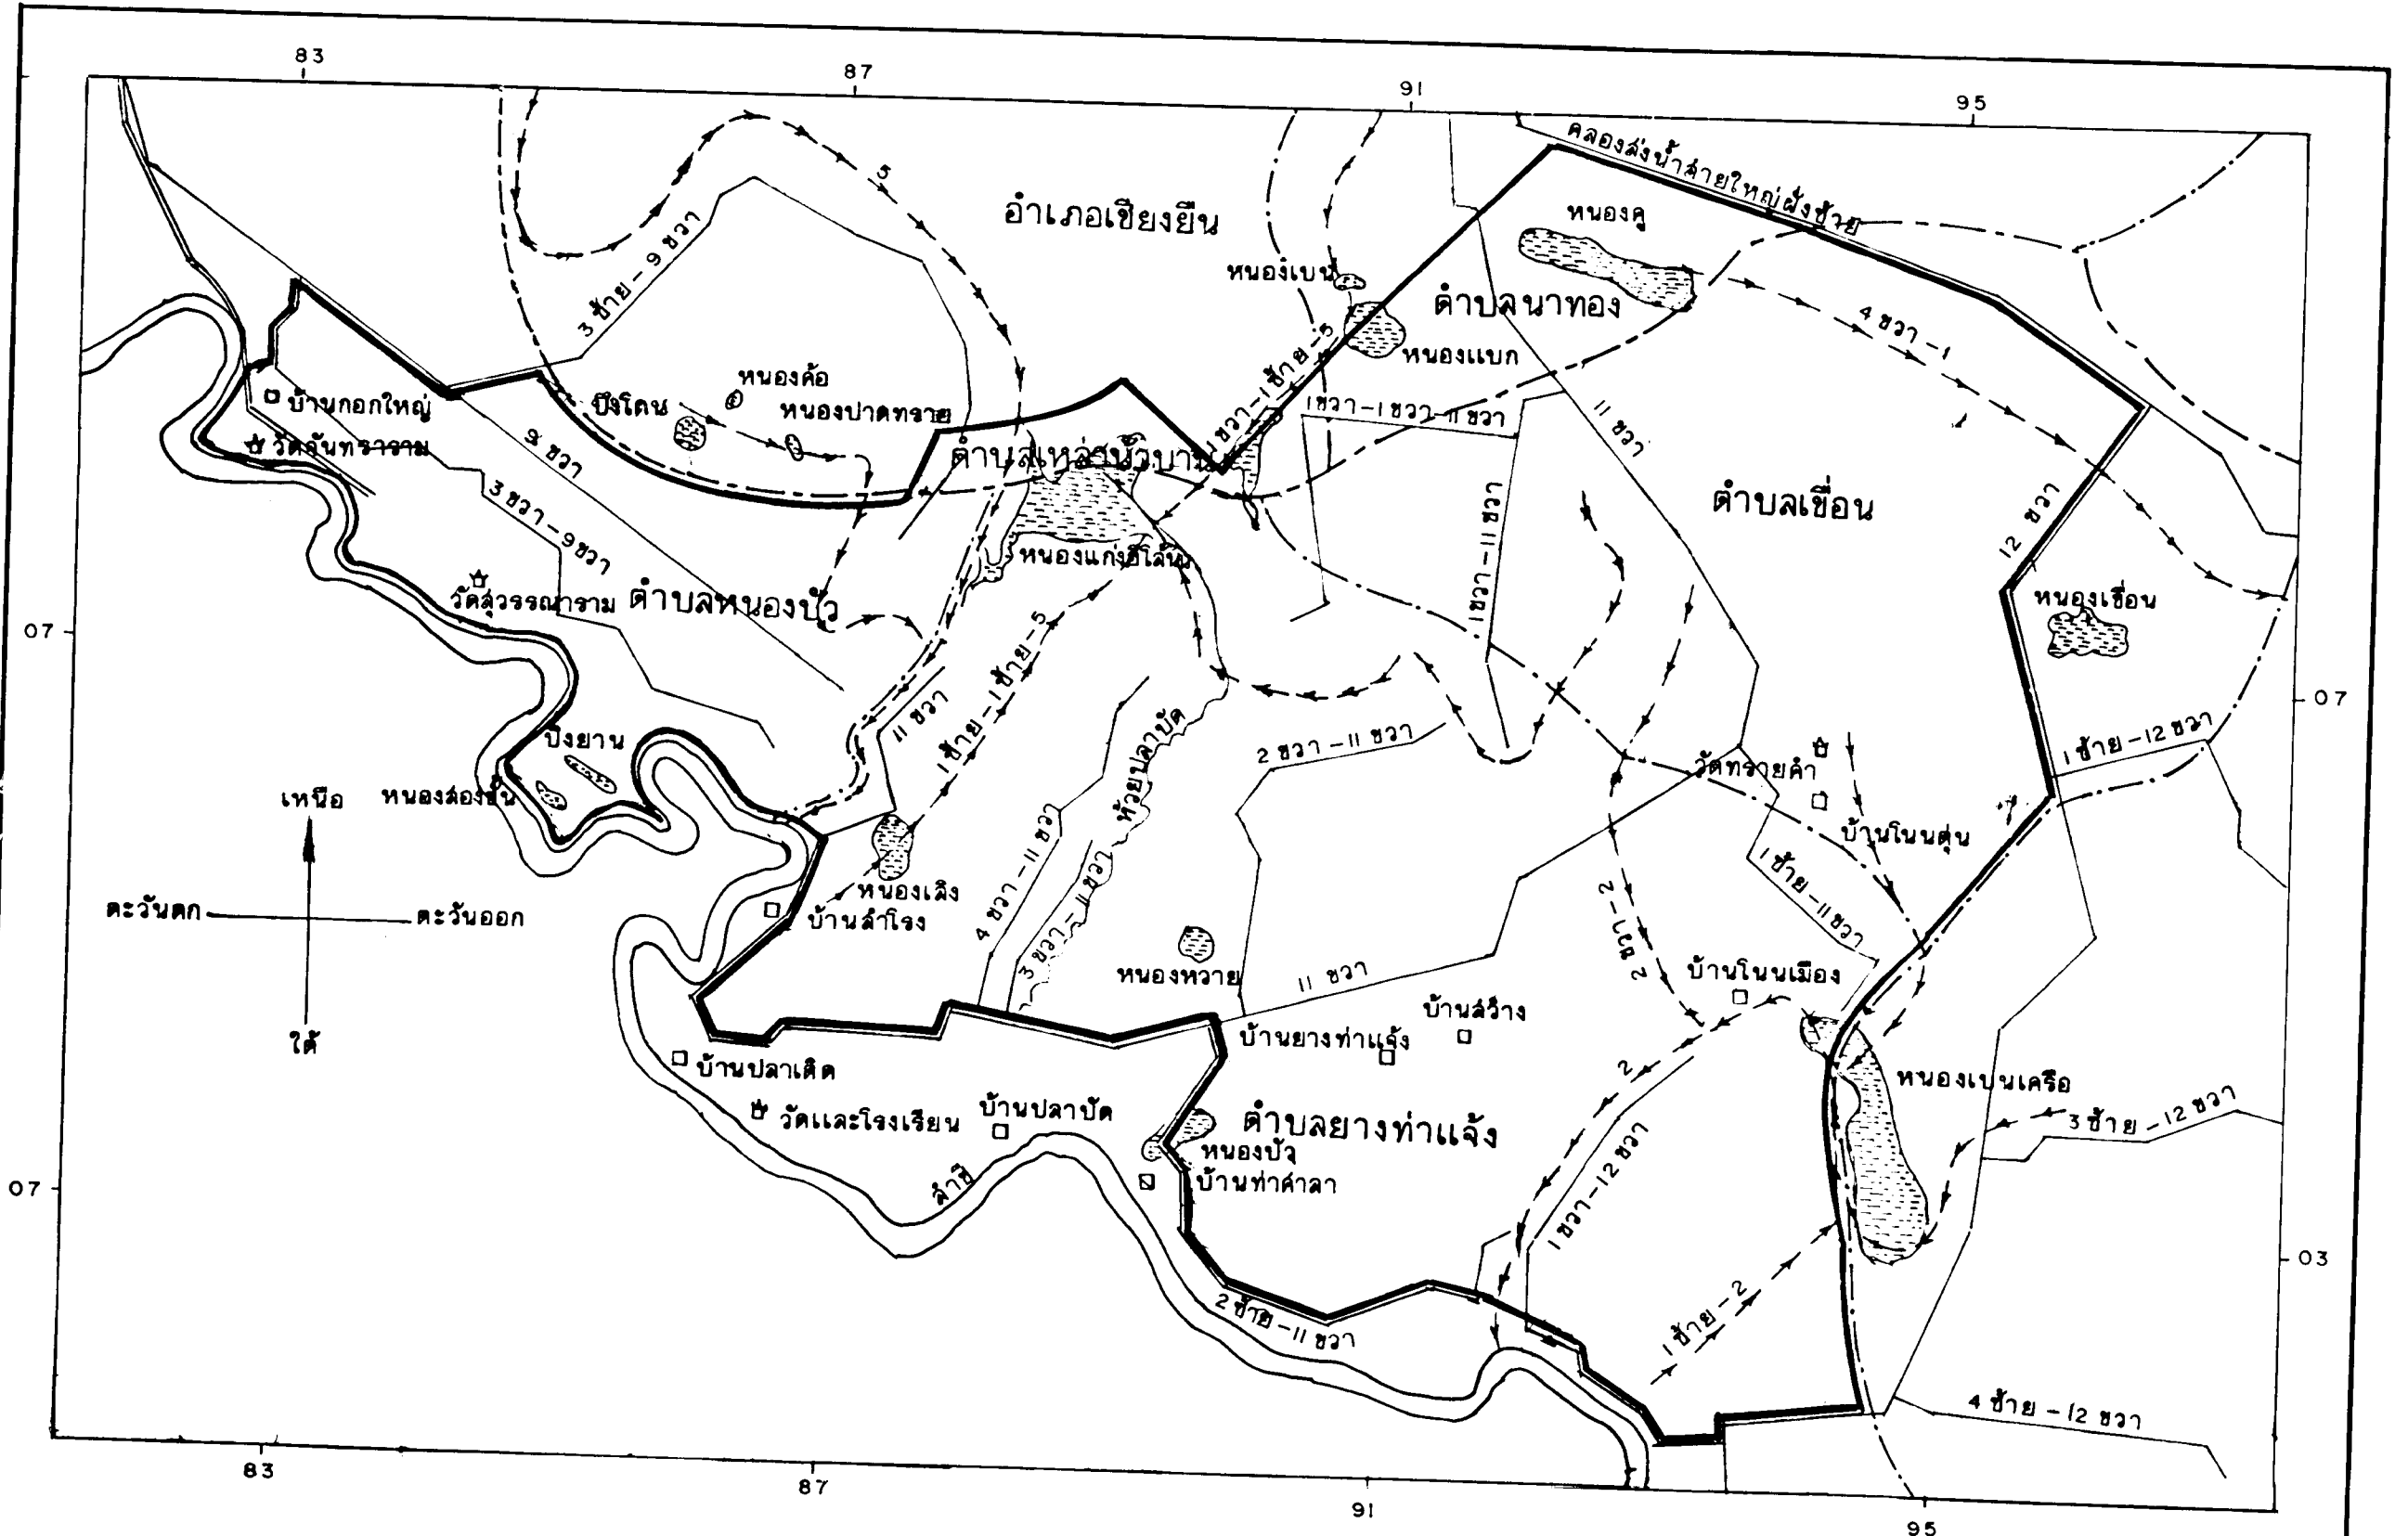 83
87
91
95
คลองส่งน้ำสายใหญ่ฝั่งซ้าย
5
อำเภอเชียงยืน
หนองคู
3 ซ้าย - 9 ขวา
หนองเบน
ตำบลนาทอง
4 ขวา - 1
1 ขวา - 1 ซ้าย - 5
หนองแบก
หนองค้อ
บึงโดน
หนองปาดทราย
บ้านกอกใหญ่
1 ขวา - 1 ขวา - 11 ขวา
11 ขวา
วัดจันทราราม
9 ขวา
ตำบลเหล่าบัวบาน
3 ขวา - 9 ขวา
ตำบลเขื่อน
12 ขวา
1 ขวา - 11 ขวา
วัดสุวรรณาราม
ตำบลหนองบัว
หนองเขื่อน
07
1 ซ้าย - 1 ซ้าย - 5
07
11 ขวา
ห้วยปลาบัด
2 ขวา - 11 ขวา
1 ซ้าย - 12 ขวา
บึงยาน
วัดทรายคำ
เหนือ
บ้านโนนตุ่น
4 ขวา - 11 ขวา
3 ขวา - 11 ขวา
1 ซ้าย - 11 ขวา
หนองเลิง
ตะวันตก
ตะวันออก
บ้านสำโรง
2 ขวา - 2
หนองหวาย
11 ขวา
บ้านโนนเมือง
บ้านสว่าง
บ้านยางท่าแจ้ง
ใต้
บ้านปลาเดิด
2
หนองเบนเครือ
วัดและโรงเรียน
บ้านปลาบัด
ตำบลยางท่าแจ้ง
3 ซ้าย - 12 ขวา
หนองบัว
1 ขวา - 12 ขวา
07
ลำชี
บ้านท่าศาลา
03
2 ซ้าย - 11 ขวา
1 ซ้าย - 2
4 ซ้าย - 12 ขวา
83
87
91
95